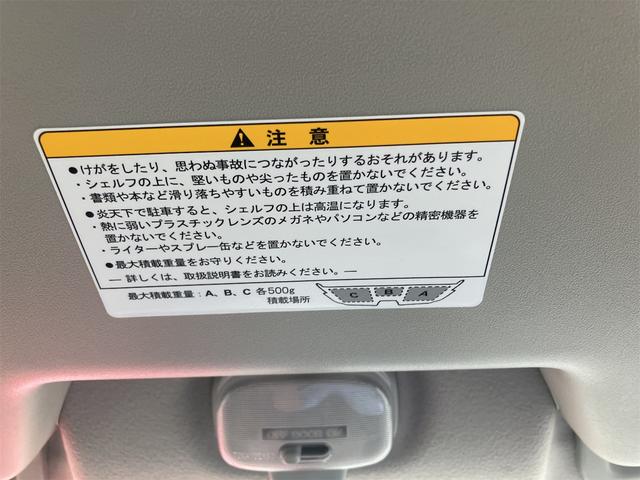 ⚠ 注意
●けがをしたり、思わぬ事故につながったりするおそれがあります。
・シェルフの上に、堅いものや尖ったものを置かないでください。
・書類や本など滑り落ちやすいものを積み重ねて置かないでください。
●炎天下で駐車すると、シェルフの上は高温になります。
・熱に弱いプラスチックレンズのメガネやパソコンなどの精密機器を
置かないでください。
・ライターやスプレー缶などを置かないでください。
●最大積載重量をお守りください。
― 詳しくは、取扱説明書をお読みください。―
最大積載重量：A、B、C 各500g
積載場所
C B A
OFF DOOR ON